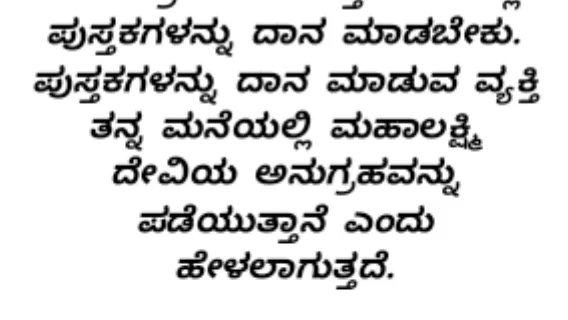 ಪುಸ್ತಕಗಳನ್ನು ದಾನ ಮಾಡಬೇಕು.
ಪುಸ್ತಕಗಳನ್ನು ದಾನ ಮಾಡುವ ವ್ಯಕ್ತಿ
ತನ್ನ ಮನೆಯಲ್ಲಿ ಮಹಾಲಕ್ಷ್ಮಿ
ದೇವಿಯ ಅನುಗ್ರಹವನ್ನು
ಪಡೆಯುತ್ತಾನೆ ಎಂದು
ಹೇಳಲಾಗುತ್ತದೆ.